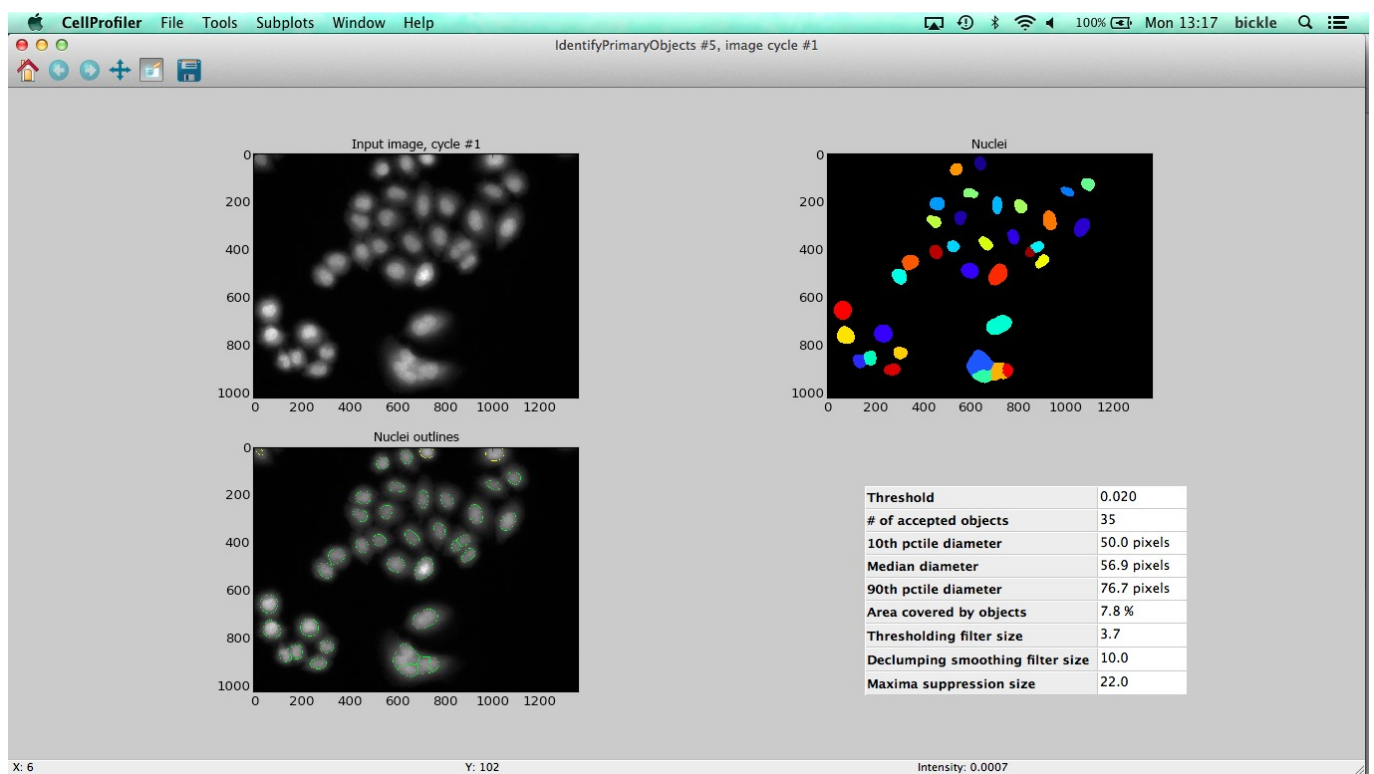 CellProfiler File Tools Subplots Window Help 100% Mon 13:17 bickle
IdentifyPrimaryObjects #5, image cycle #1
Input image, cycle #1
0
200
400
600
800
1000
0 200 400 600 800 1000 1200
Nuclei
0
200
400
600
800
1000
0 200 400 600 800 1000 1200
Nuclei outlines
0
200
400
600
800
1000
0 200 400 600 800 1000 1200
Threshold 0.020
# of accepted objects 35
10th pctile diameter 50.0 pixels
Median diameter 56.9 pixels
90th pctile diameter 76.7 pixels
Area covered by objects 7.8 %
Thresholding filter size 3.7
Declumping smoothing filter size 10.0
Maxima suppression size 22.0
X: 6 Y: 102 Intensity: 0.0007